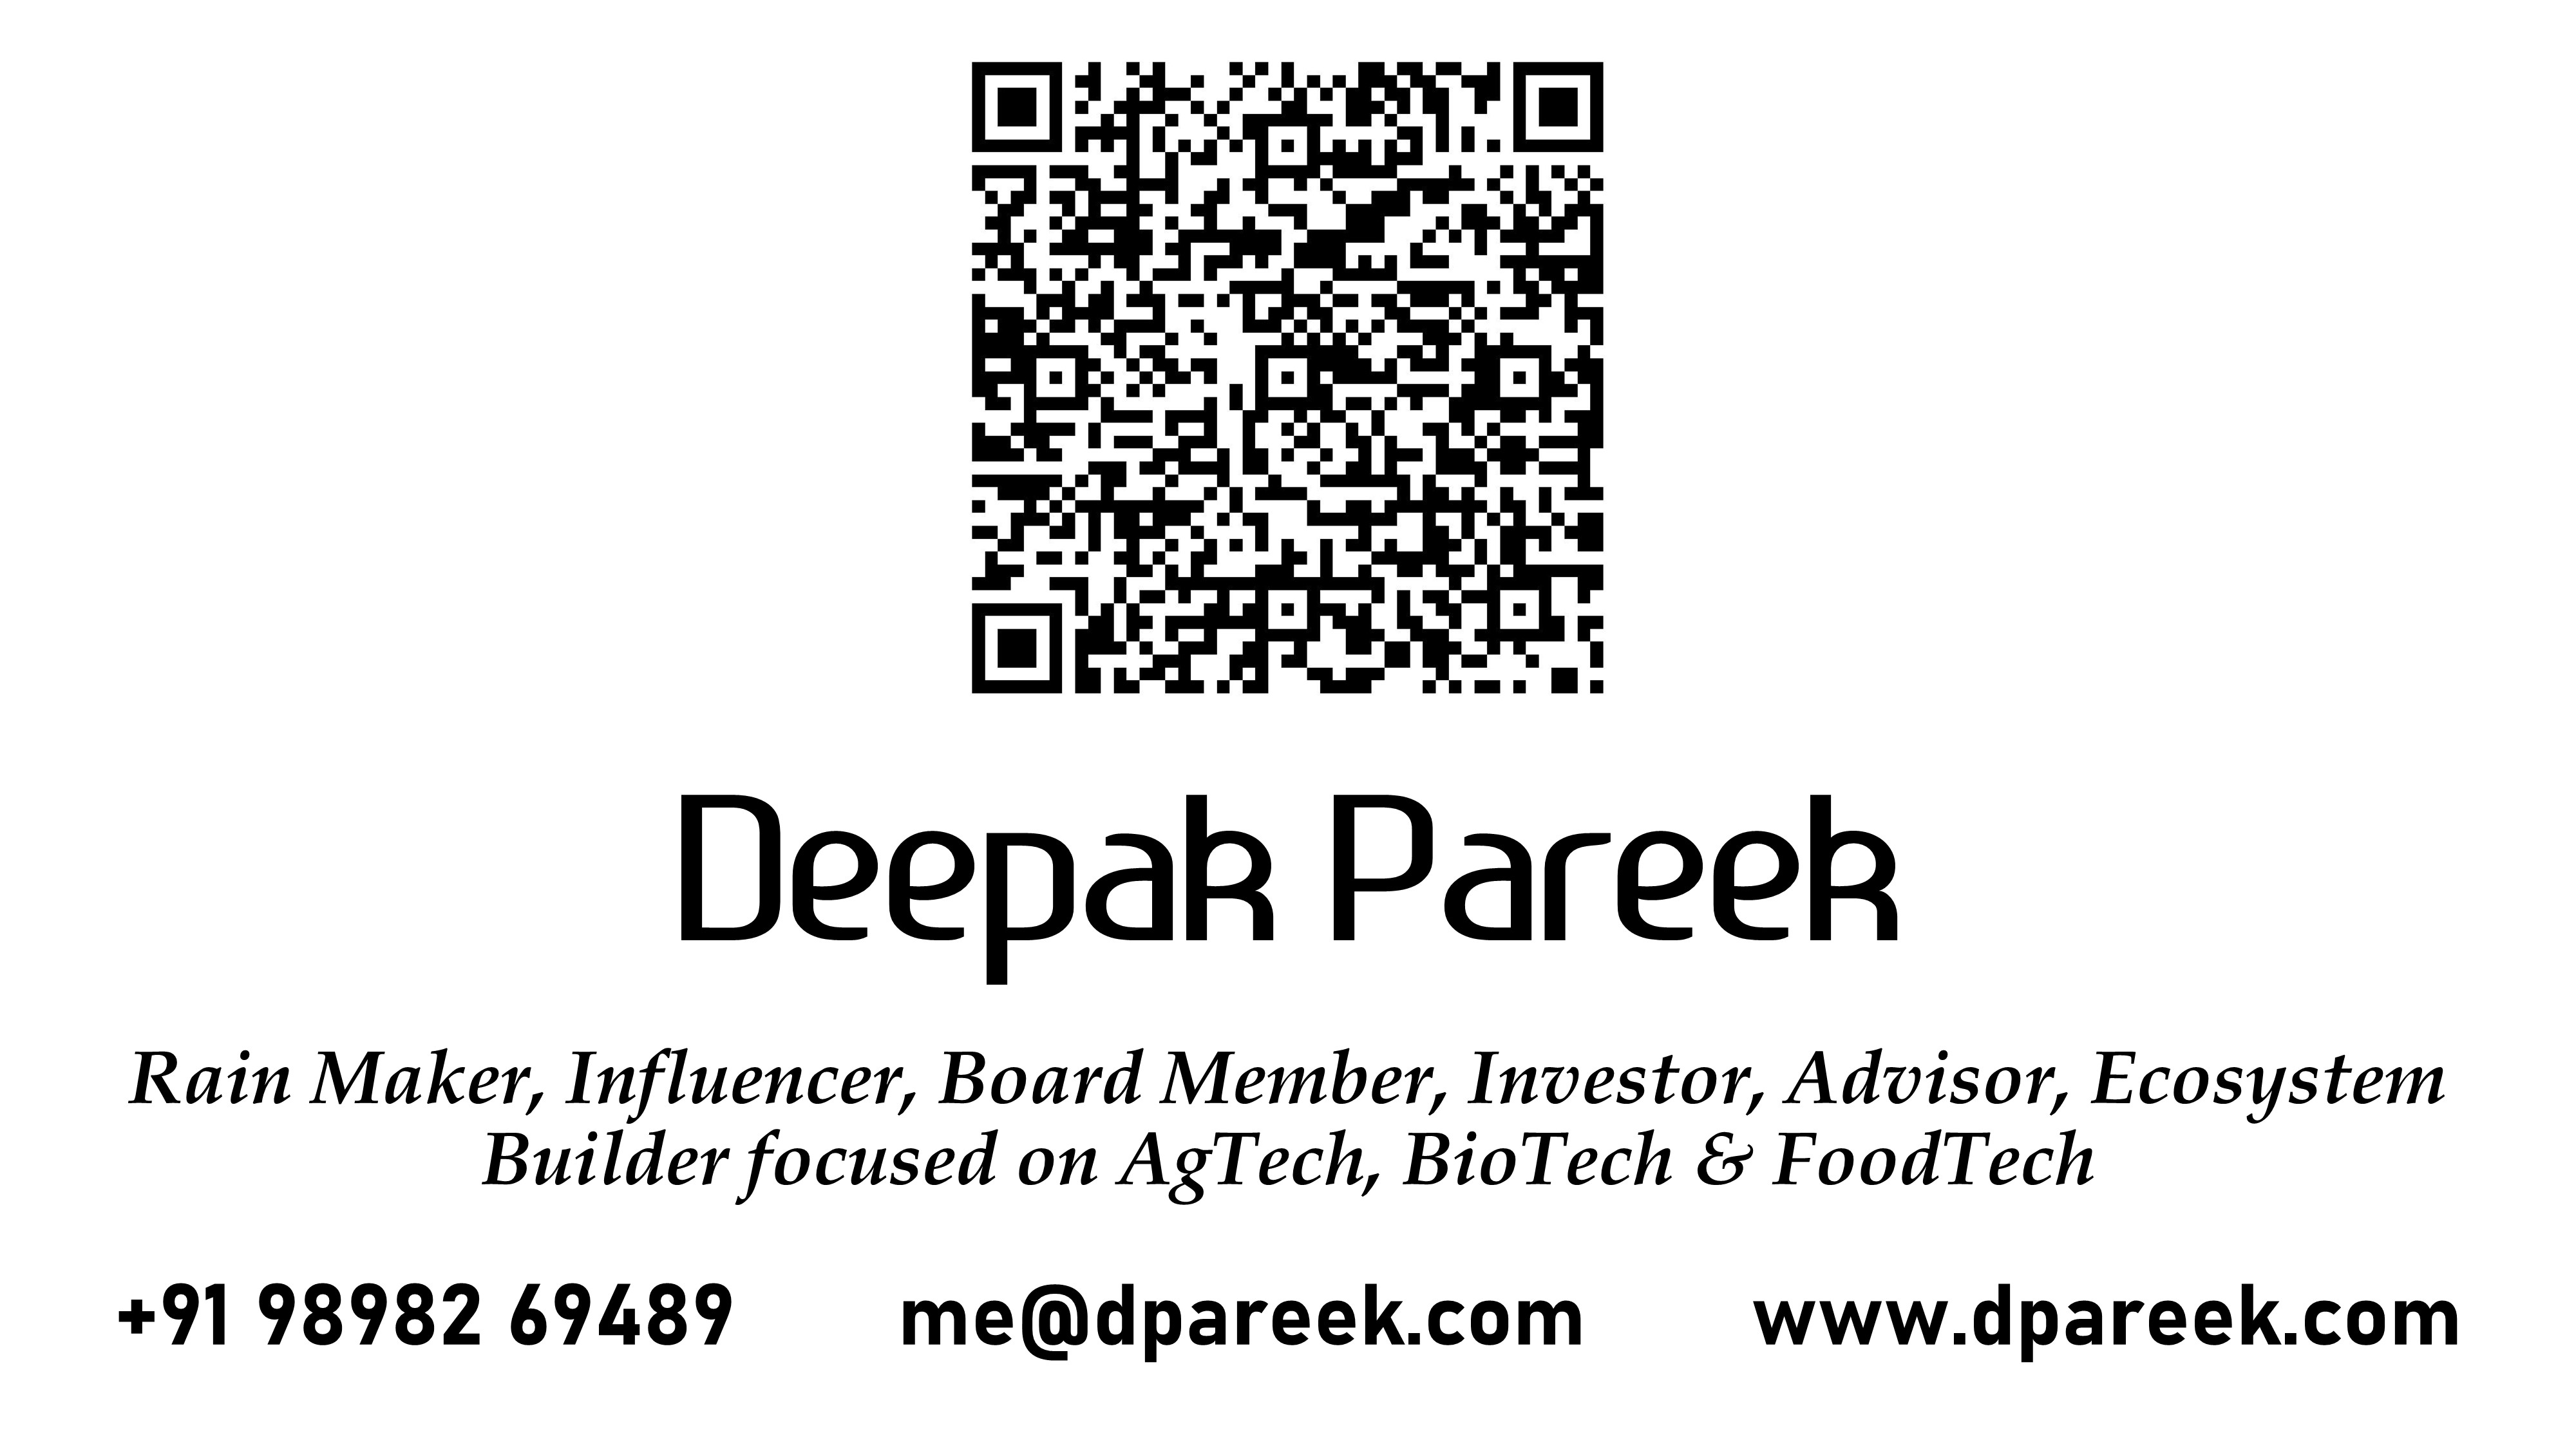 Deepak Pareek
Rain Maker, Influencer, Board Member, Investor, Advisor, Ecosystem
Builder focused on AgTech, BioTech & FoodTech
+91 98982 69489 me@dpareek.com www.dpareek.com